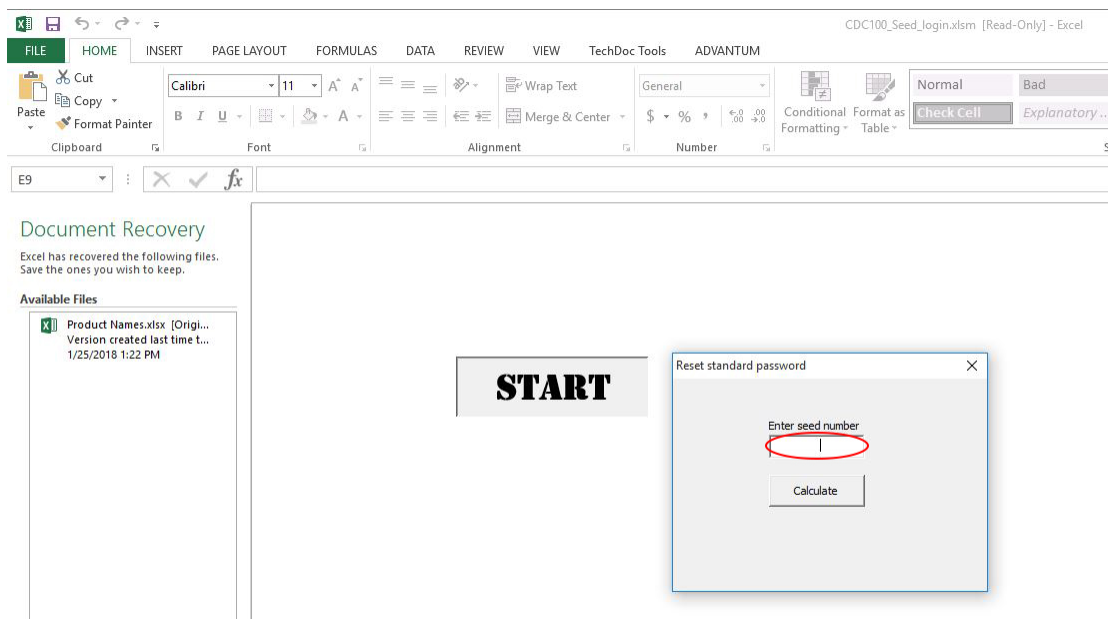 CDC100_Seed_login.xlsm [Read-Only] - Excel
FILE HOME INSERT PAGE LAYOUT FORMULAS DATA REVIEW VIEW TechDoc Tools ADVANTUM
Paste
Cut
Copy
Format Painter
Clipboard
Calibri 11
B I U
Font
Wrap Text
Merge & Center
Alignment
General
$ % ,
Number
Conditional Formatting
Format as Table
Normal Bad
Check Cell Explanatory ...
E9
fx
Document Recovery
Excel has recovered the following files.
Save the ones you wish to keep.
Available Files
Product Names.xlsx [Origi...
Version created last time t...
1/25/2018 1:22 PM
START
Reset standard password
Enter seed number
Calculate